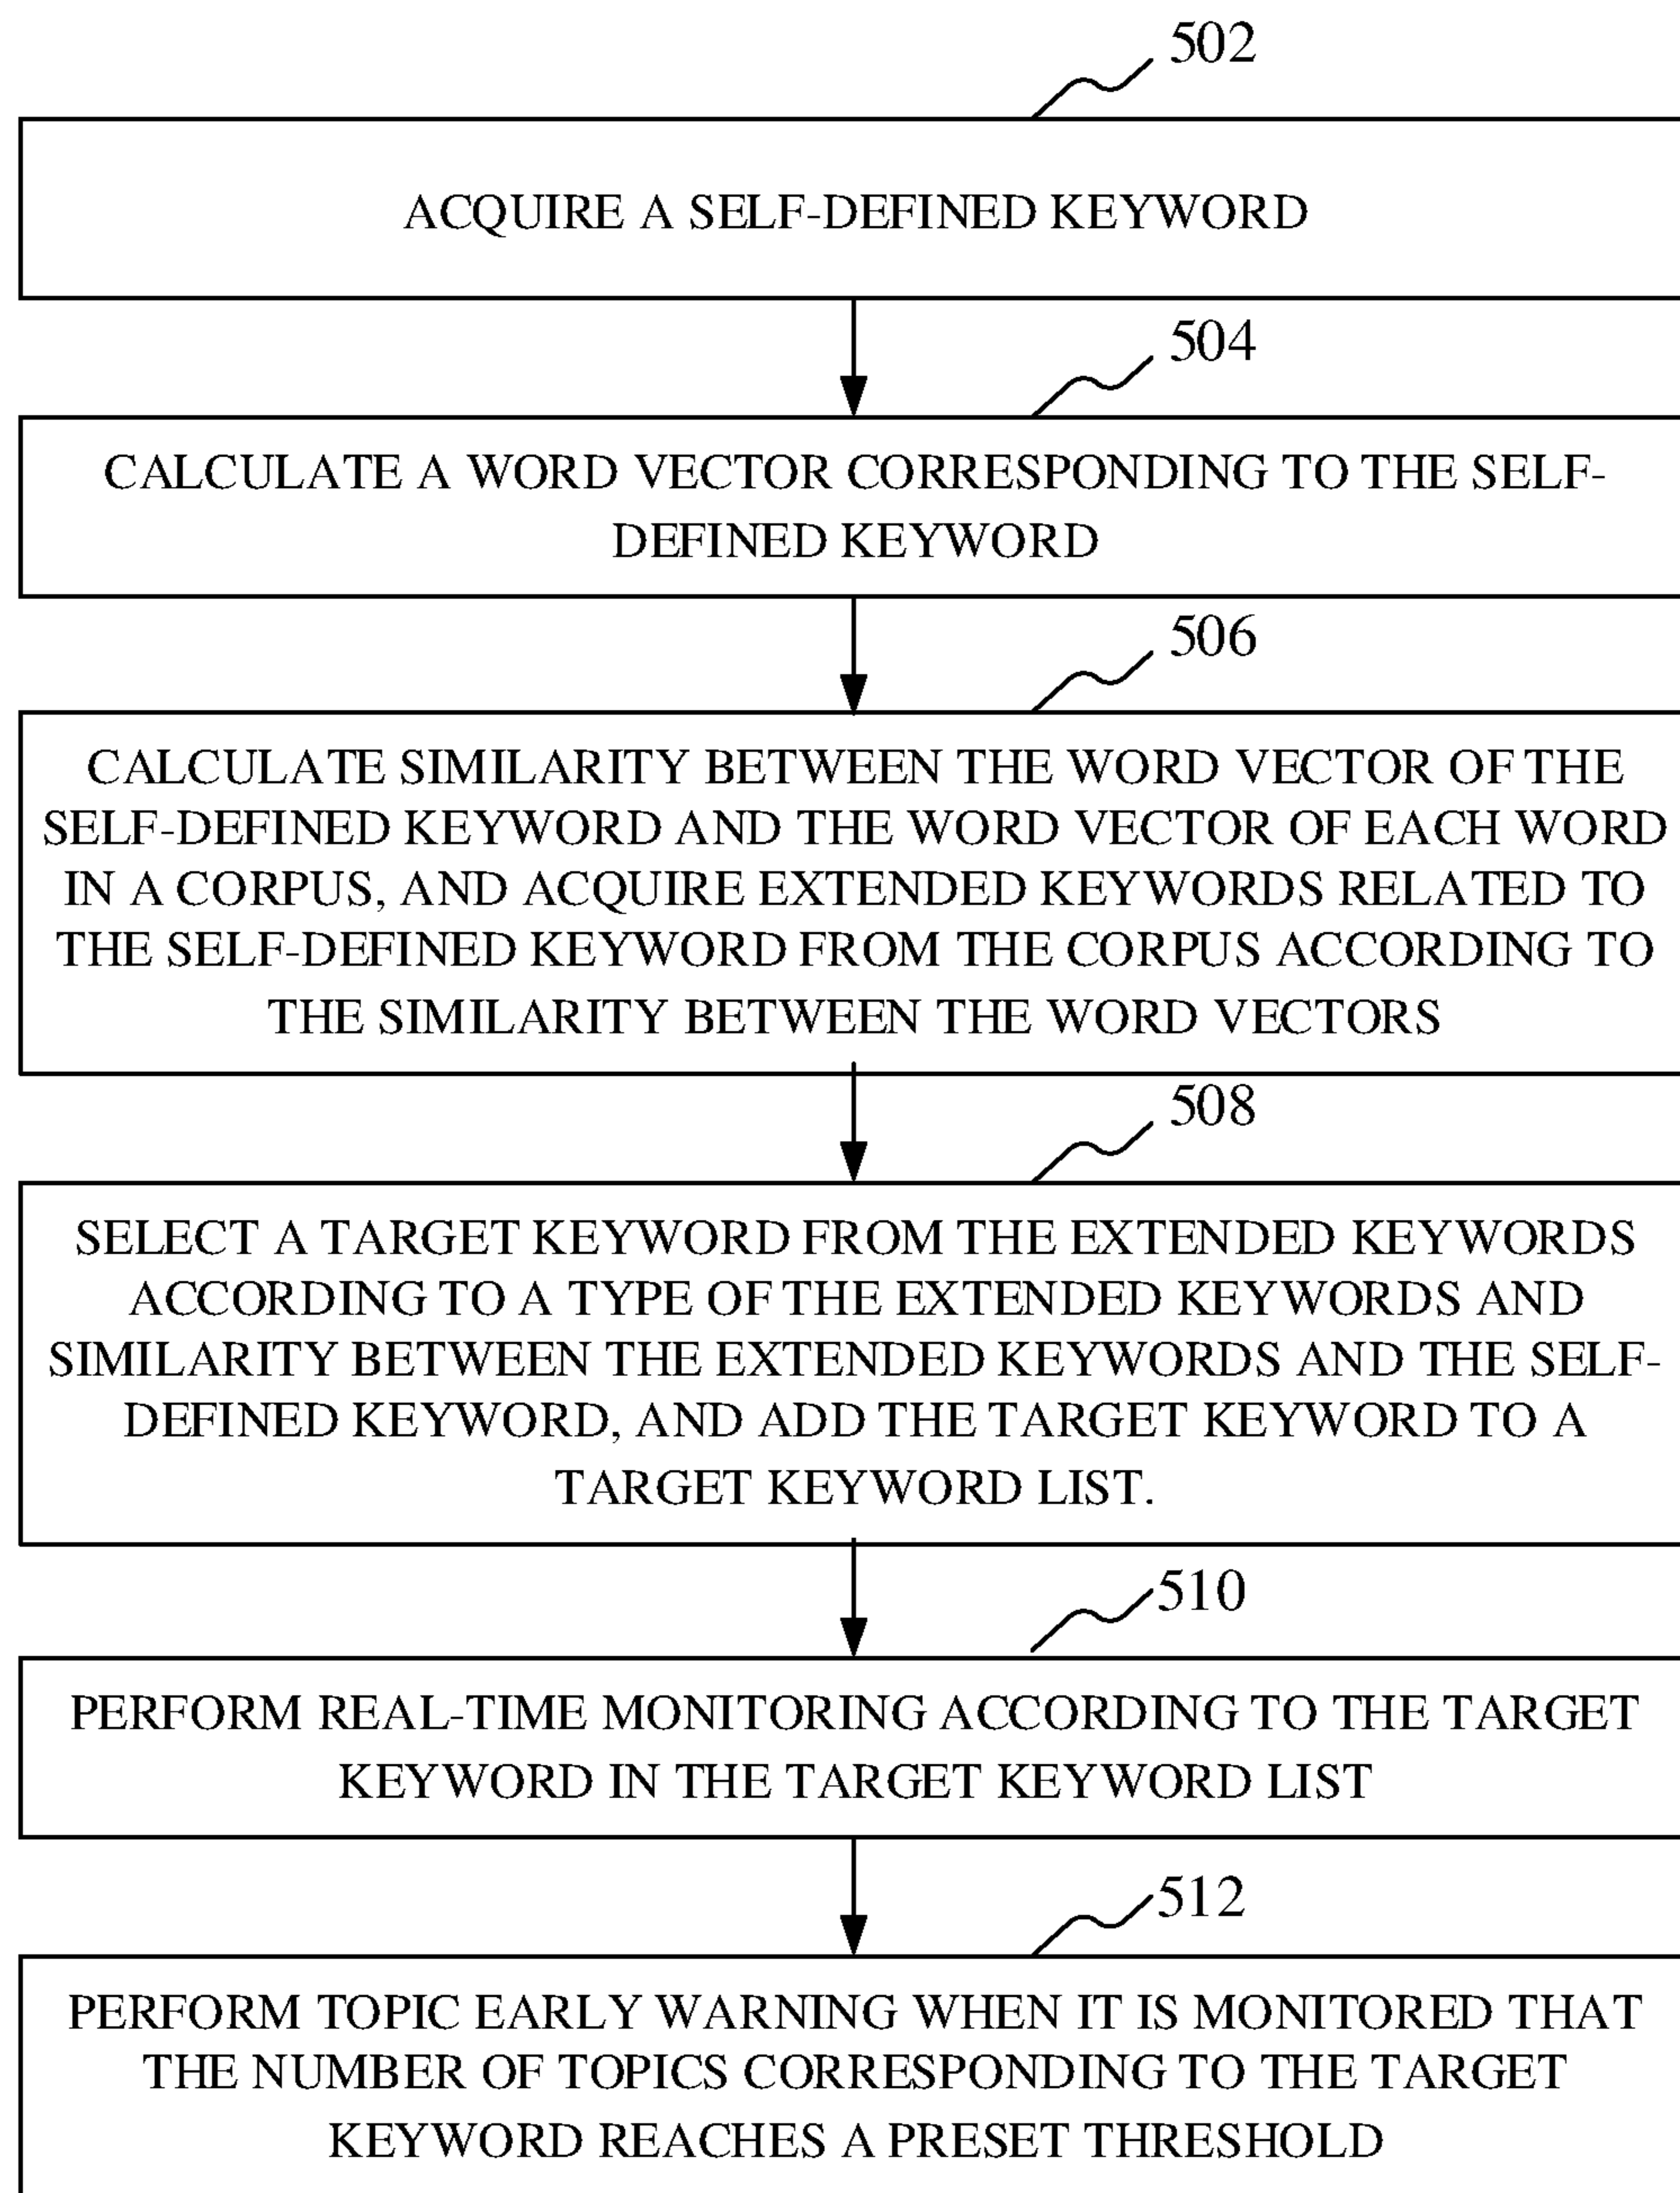 502
ACQUIRE A SELF-DEFINED KEYWORD
504
CALCULATE A WORD VECTOR CORRESPONDING TO THE SELF-
DEFINED KEYWORD
506
CALCULATE SIMILARITY BETWEEN THE WORD VECTOR OF THE
SELF-DEFINED KEYWORD AND THE WORD VECTOR OF EACH WORD
IN A CORPUS, AND ACQUIRE EXTENDED KEYWORDS RELATED TO
THE SELF-DEFINED KEYWORD FROM THE CORPUS ACCORDING TO
THE SIMILARITY BETWEEN THE WORD VECTORS
508
SELECT A TARGET KEYWORD FROM THE EXTENDED KEYWORDS
ACCORDING TO A TYPE OF THE EXTENDED KEYWORDS AND
SIMILARITY BETWEEN THE EXTENDED KEYWORDS AND THE SELF-
DEFINED KEYWORD, AND ADD THE TARGET KEYWORD TO A
TARGET KEYWORD LIST.
510
PERFORM REAL-TIME MONITORING ACCORDING TO THE TARGET
KEYWORD IN THE TARGET KEYWORD LIST
512
PERFORM TOPIC EARLY WARNING WHEN IT IS MONITORED THAT
THE NUMBER OF TOPICS CORRESPONDING TO THE TARGET
KEYWORD REACHES A PRESET THRESHOLD